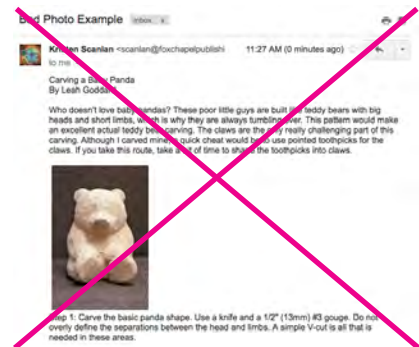 Bad Photo Example Inbox x
Kristen Scanlan <scanlan@foxchapelpublishi 11:27 AM (0 minutes ago)
to me
Carving a Baby Panda
By Leah Goddard
Who doesn't love baby pandas? These poor little guys are built like teddy bears with big
heads and short limbs, which is why they are always tumbling over. This pattern would make
an excellent actual teddy bear carving. The claws are the only really challenging part of this
carving. Although I carved mine, a quick cheat would be to use pointed toothpicks for the
claws. If you take this route, take a lot of time to shape the toothpicks into claws.
Step 1: Carve the basic panda shape. Use a knife and a 1/2" (13mm) #3 gouge. Do not
overly define the separations between the head and limbs. A simple V-cut is all that is
needed in these areas.